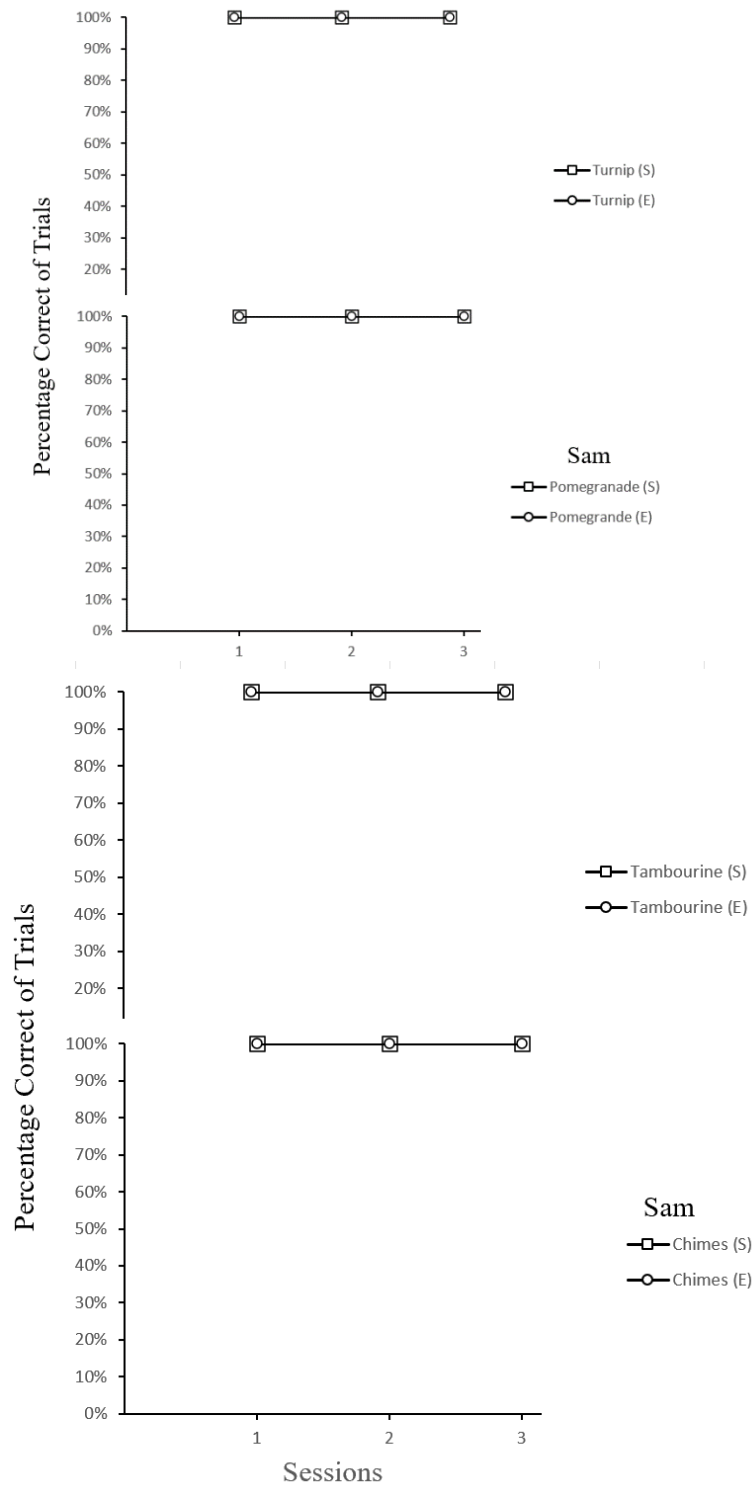 Percentage Correct of Trials
100%
90%
80%
70%
60%
50%
40%
30%
20%
Turnip (S)
Turnip (E)
100%
90%
80%
70%
60%
50%
40%
30%
20%
10%
0%
1 2 3
Sam
Pomegranade (S)
Pomegrande (E)
Percentage Correct of Trials
100%
90%
80%
70%
60%
50%
40%
30%
20%
Tambourine (S)
Tambourine (E)
100%
90%
80%
70%
60%
50%
40%
30%
20%
10%
0%
1 2 3
Sam
Chimes (S)
Chimes (E)
Sessions